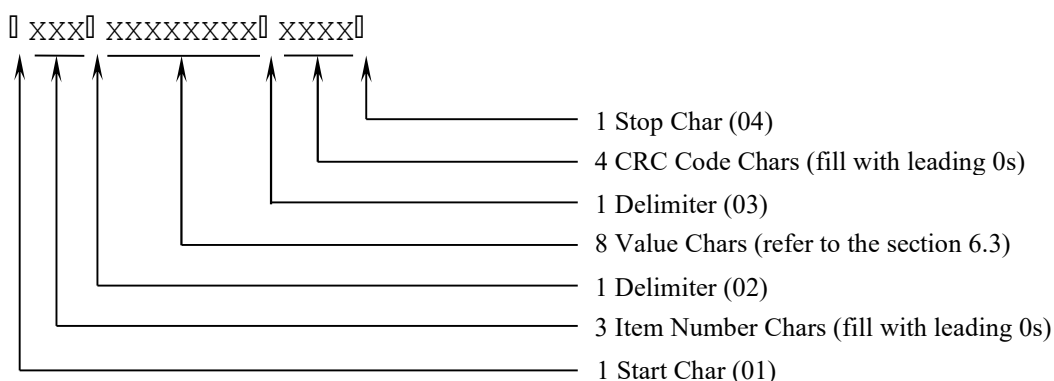 ▯ XXX▯ XXXXXXXX▯ XXXX▯
1 Stop Char (04)
4 CRC Code Chars (fill with leading 0s)
1 Delimiter (03)
8 Value Chars (refer to the section 6.3)
1 Delimiter (02)
3 Item Number Chars (fill with leading 0s)
1 Start Char (01)